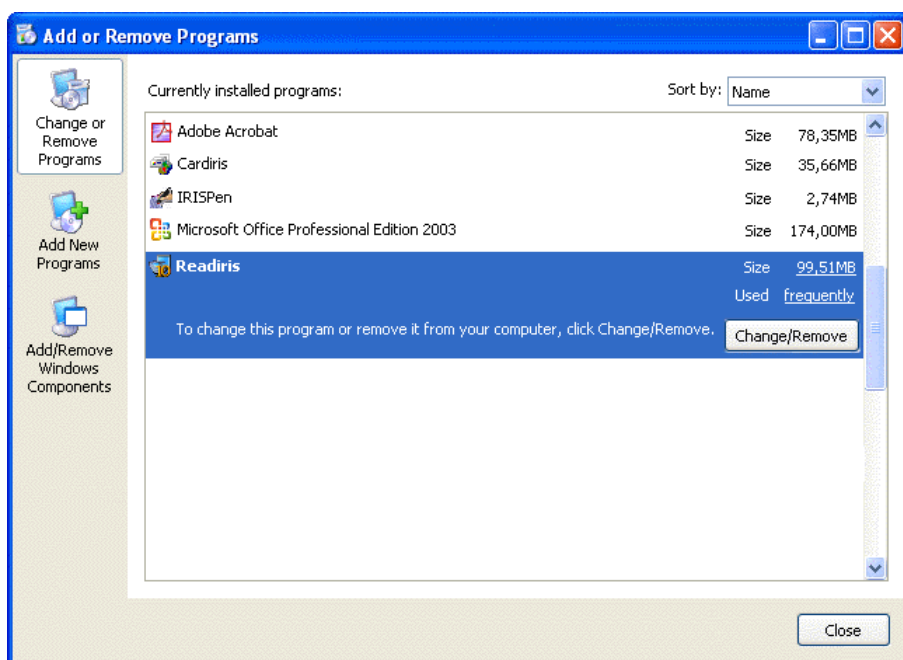 Add or Remove Programs
Change or
Remove
Programs
Add New
Programs
Add/Remove
Windows
Components
Currently installed programs:
Sort by: Name
Adobe Acrobat Size 78,35MB
Cardiris Size 35,66MB
IRISPen Size 2,74MB
Microsoft Office Professional Edition 2003 Size 174,00MB
Readiris Size 99,51MB
Used frequently
To change this program or remove it from your computer, click Change/Remove. Change/Remove
Close